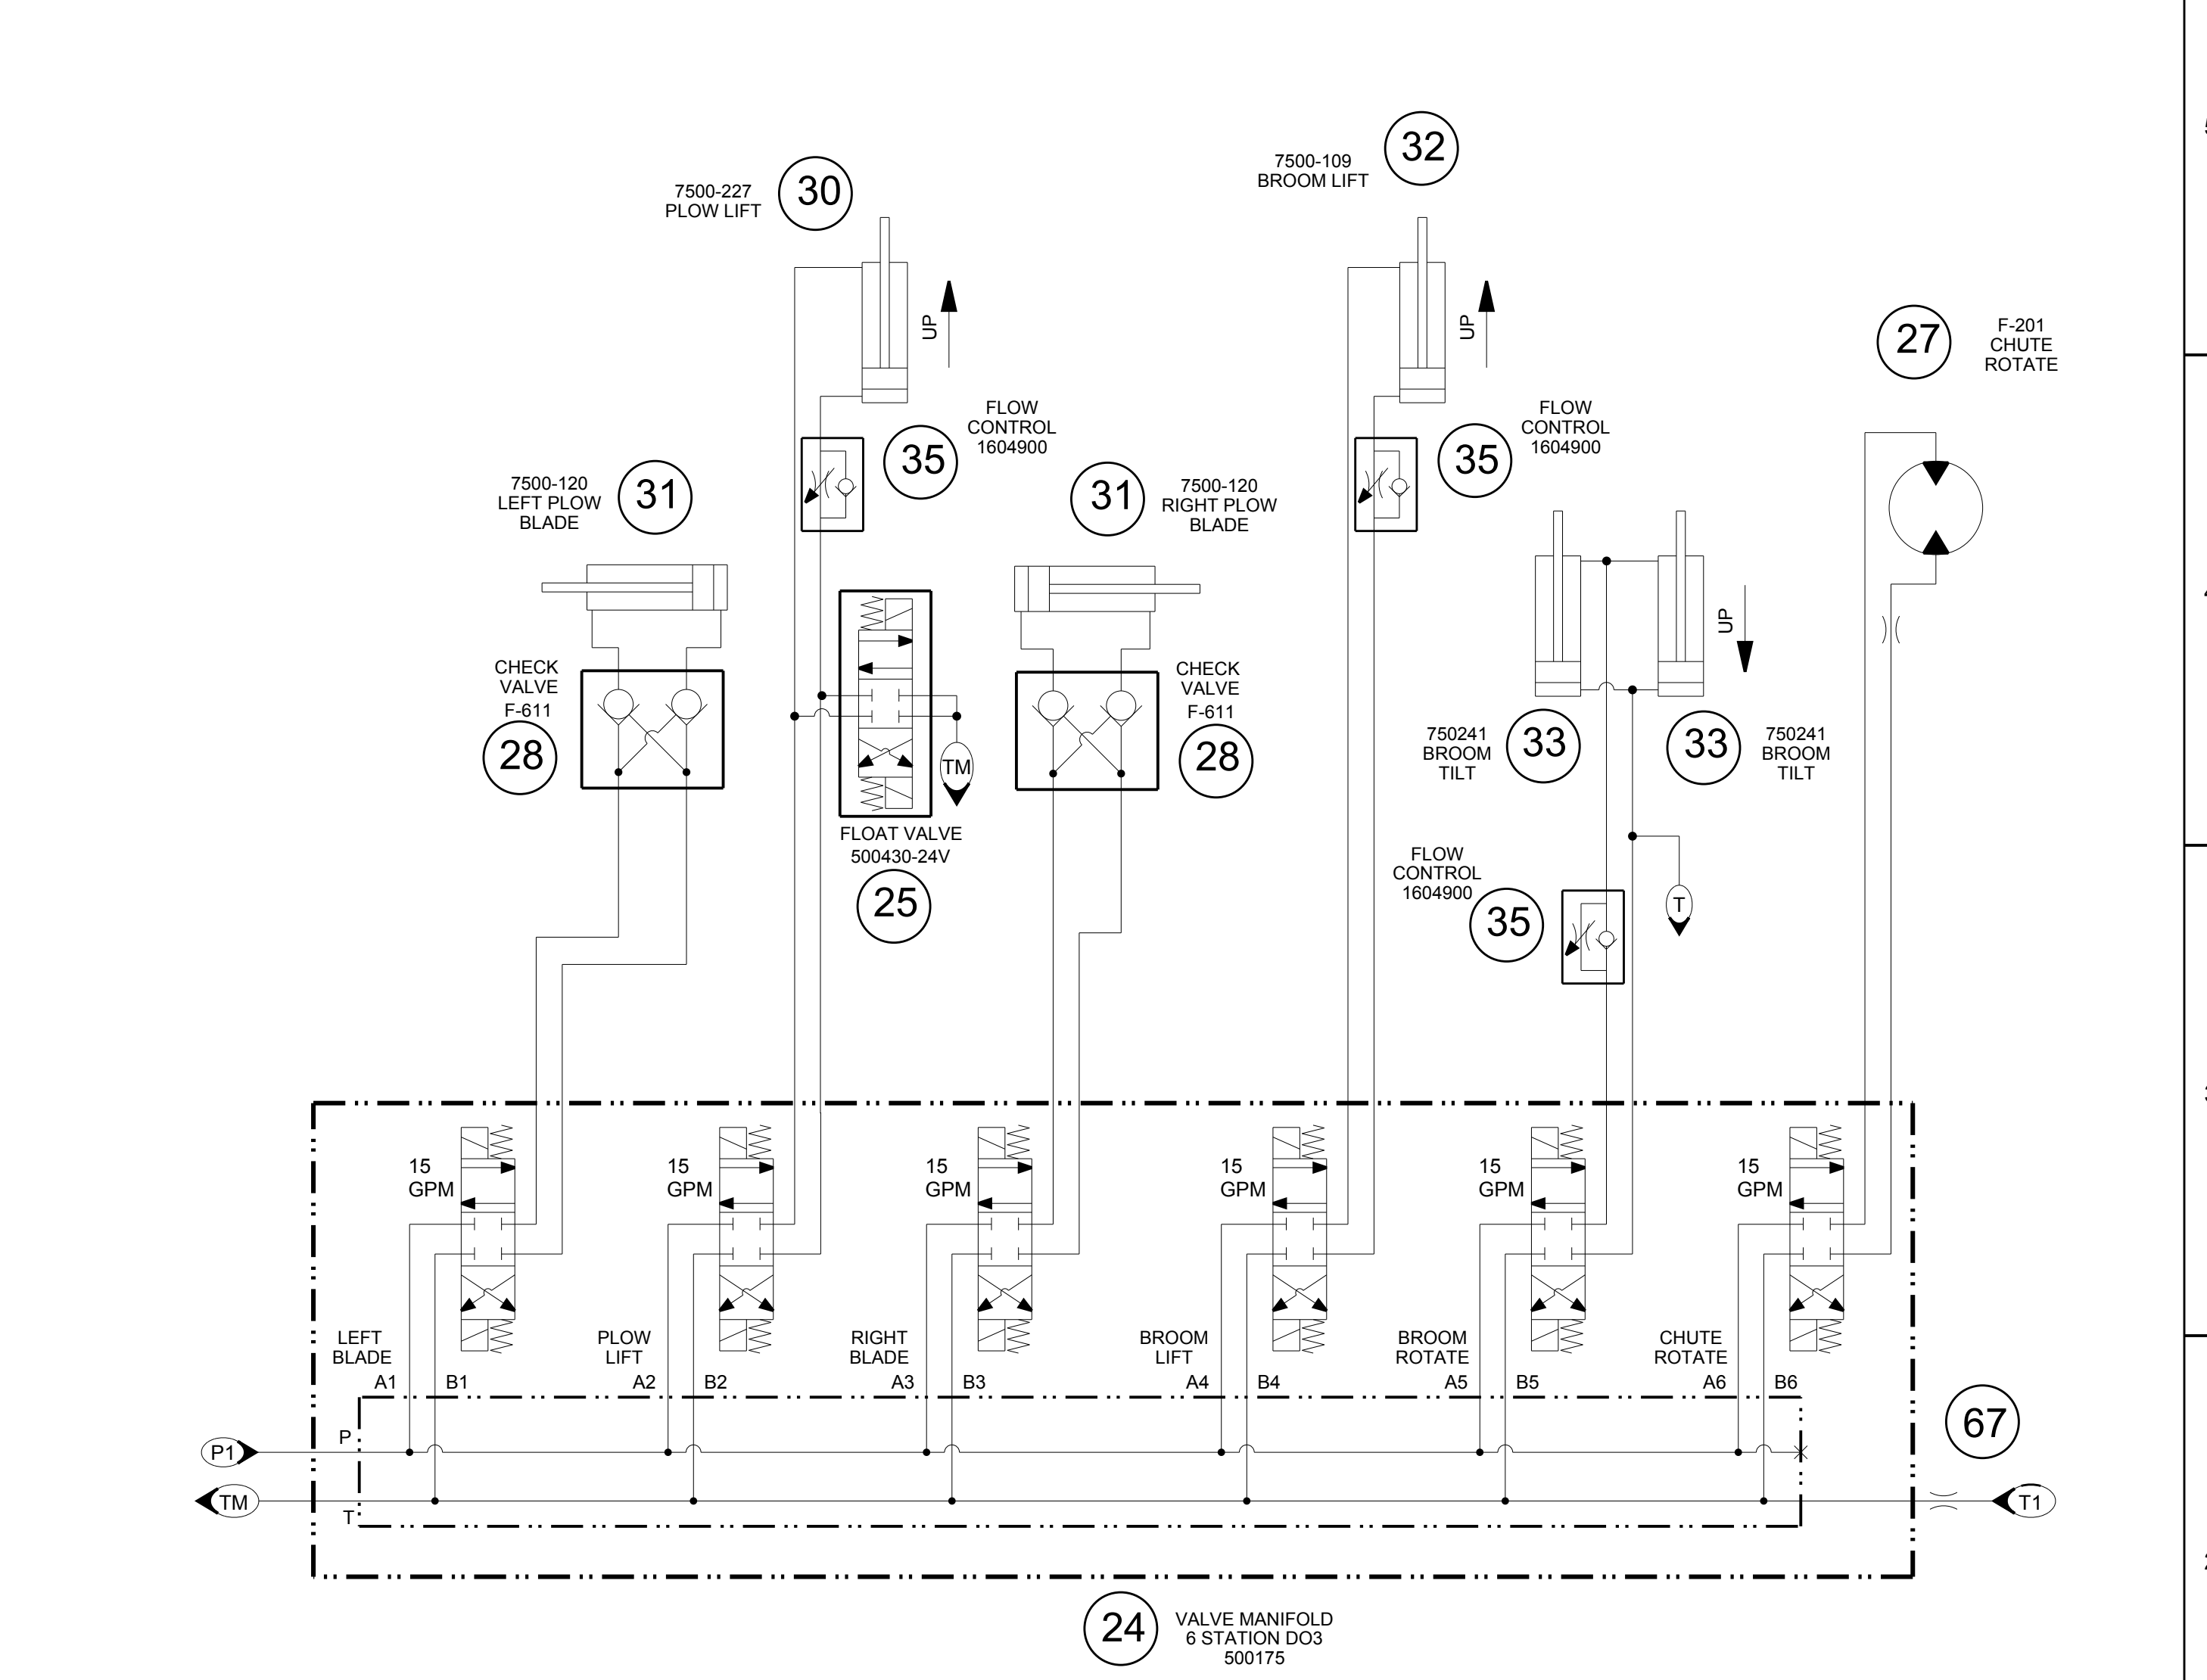 32
7500-109
BROOM LIFT
30
7500-227
PLOW LIFT
UP
UP
27
F-201
CHUTE
ROTATE
FLOW
CONTROL
1604900
35
FLOW
CONTROL
1604900
35
7500-120
LEFT PLOW
BLADE
31
31
7500-120
RIGHT PLOW
BLADE
UP
CHECK
VALVE
F-611
28
TM
CHECK
VALVE
F-611
28
750241
BROOM
TILT
33
33
750241
BROOM
TILT
FLOAT VALVE
500430-24V
25
FLOW
CONTROL
1604900
35
T
15
GPM
15
GPM
15
GPM
15
GPM
15
GPM
15
GPM
LEFT
BLADE
PLOW
LIFT
RIGHT
BLADE
BROOM
LIFT
BROOM
ROTATE
CHUTE
ROTATE
A1 B1 A2 B2 A3 B3 A4 B4 A5 B5 A6 B6
67
P
P1
TM
T
T1
24
VALVE MANIFOLD
6 STATION DO3
500175